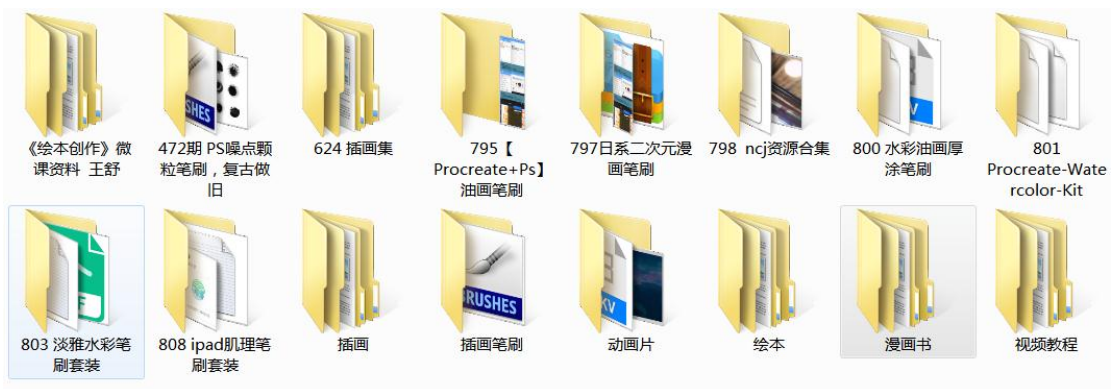 《绘本创作》微
课资料 王舒
472期 PS噪点颗
粒笔刷，复古做
旧
624 插画集
795【
Procreate+Ps】
油画笔刷
797日系二次元漫
画笔刷
798 ncj资源合集
800 水彩油画厚
涂笔刷
801
Procreate-Wate
rcolor-Kit
SHES
V
803 淡雅水彩笔
刷套装
808 ipad肌理笔
刷套装
插画
插画笔刷
动画片
绘本
漫画书
视频教程
F
BRUSHES
KV